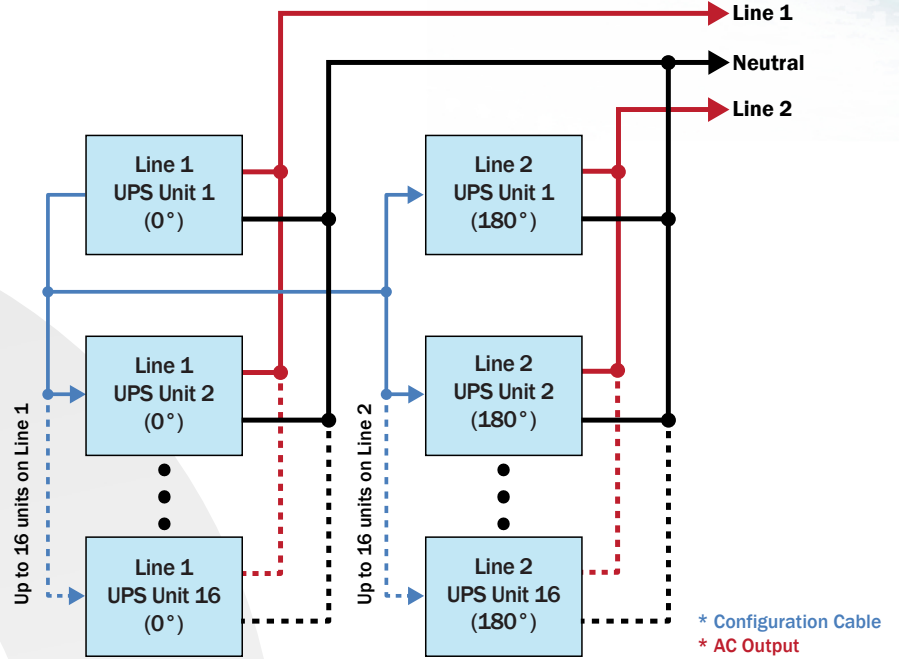 Line 1
Neutral
Line 2
Line 1
UPS Unit 1
(0°)
Line 2
UPS Unit 1
(180°)
Line 1
UPS Unit 2
(0°)
Line 2
UPS Unit 2
(180°)
Up to 16 units on Line 1
Up to 16 units on Line 2
Line 1
UPS Unit 16
(0°)
Line 2
UPS Unit 16
(180°)
* Configuration Cable
* AC Output